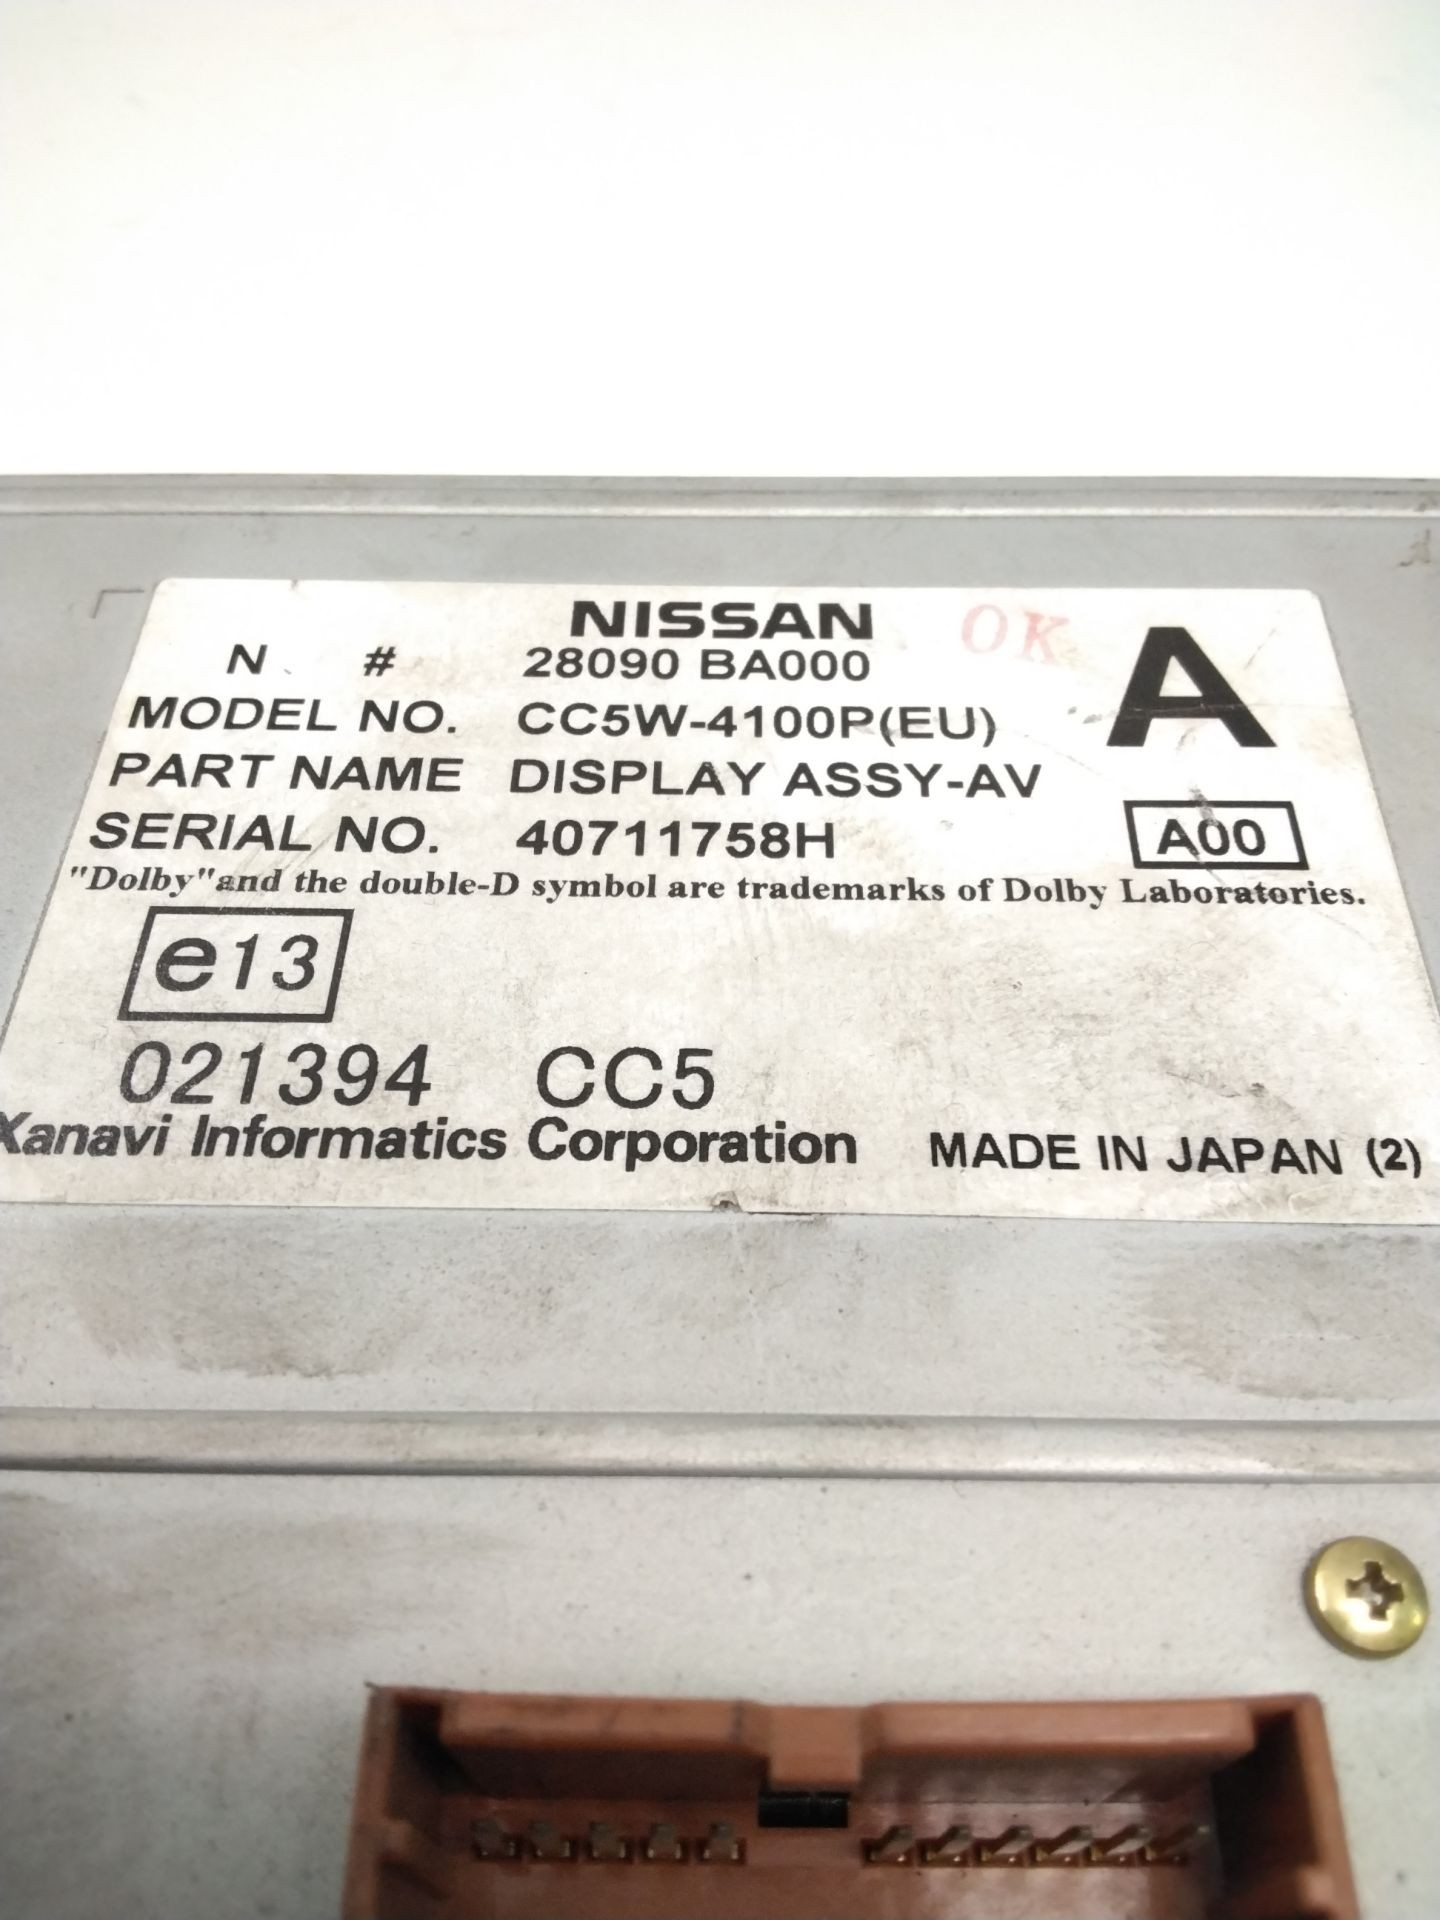 NISSAN
OK
A
N # 28090 BA000
MODEL NO. CC5W-4100P(EU)
PART NAME DISPLAY ASSY-AV
SERIAL NO. 40711758H
A00
"Dolby"and the double-D symbol are trademarks of Dolby Laboratories.
e13
021394 CC5
Xanavi Informatics Corporation MADE IN JAPAN (2)